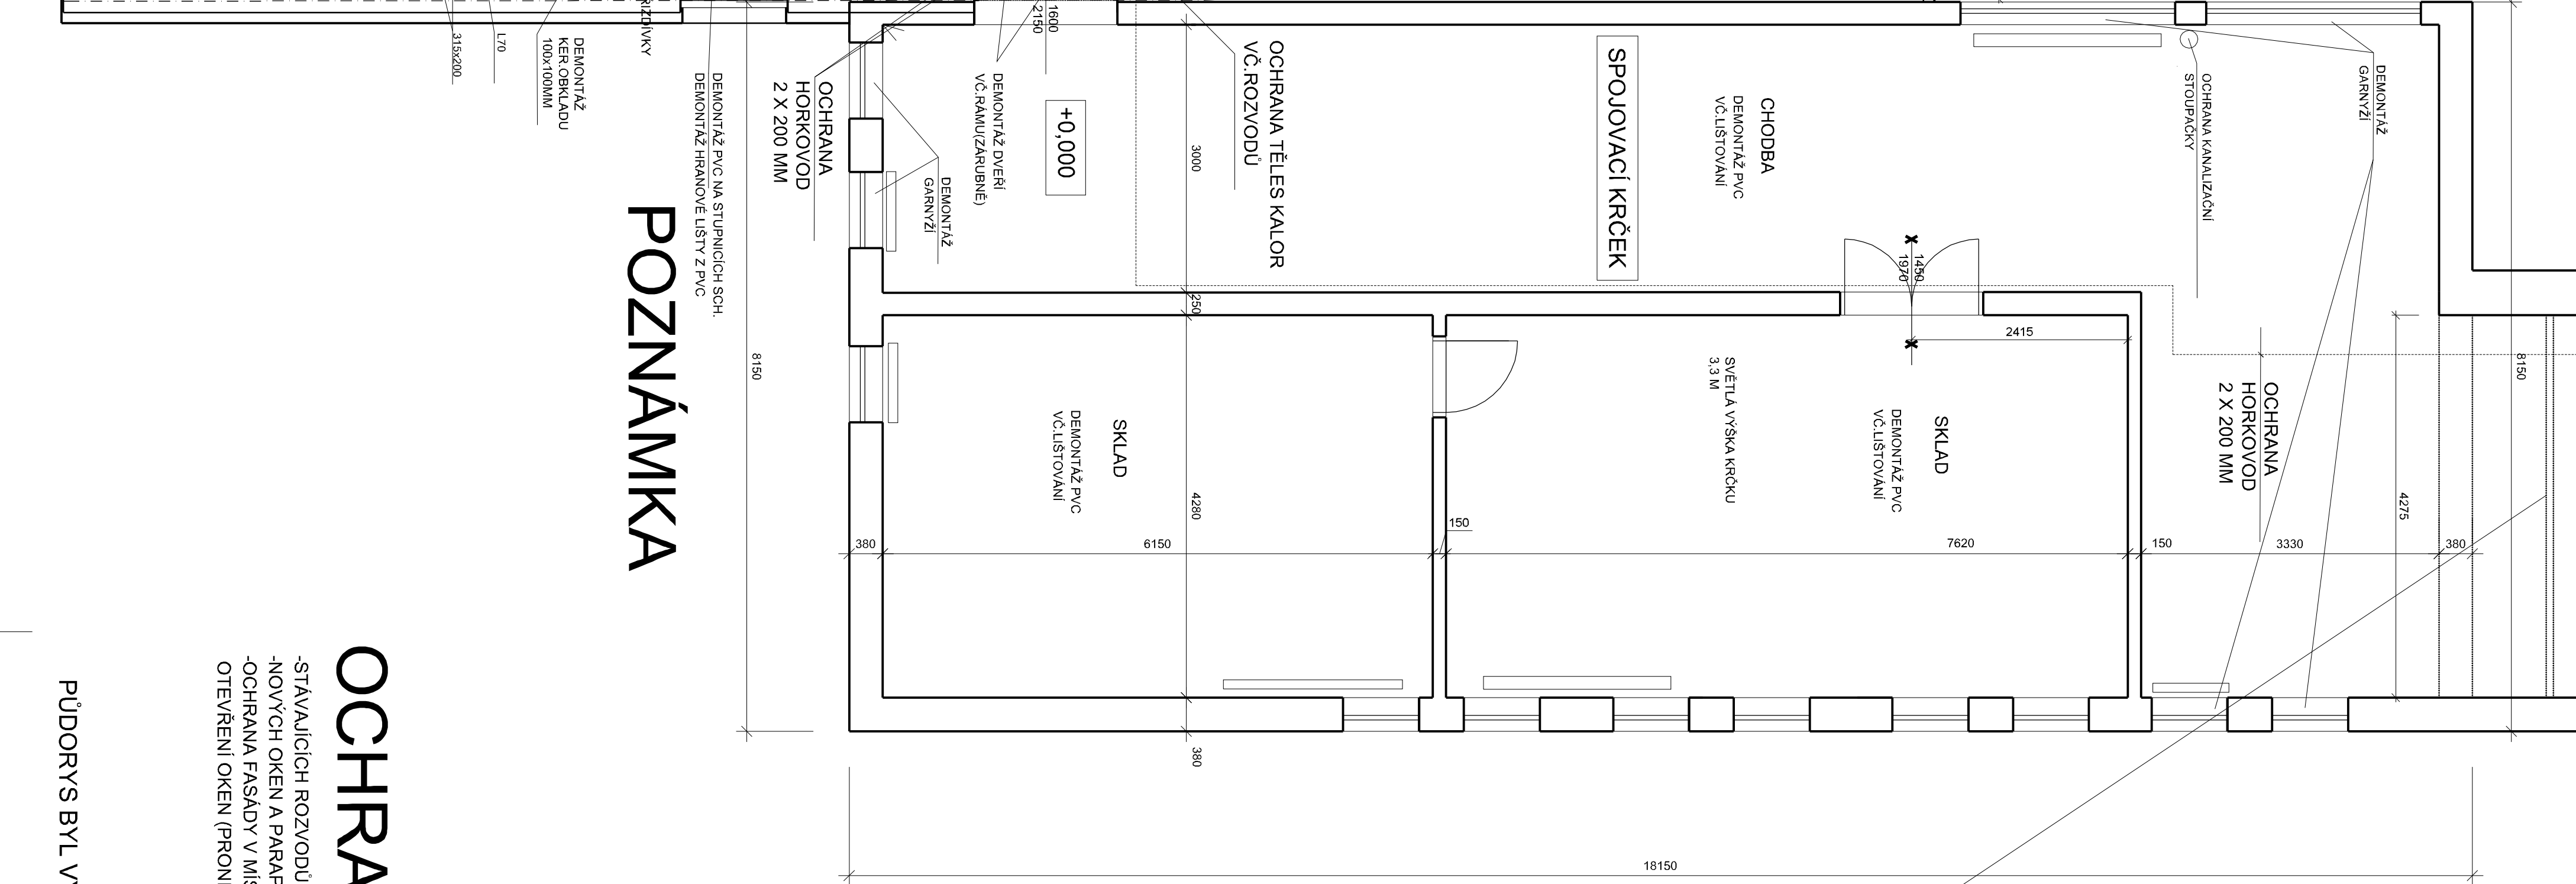 RIZDÍVKY
315x200
L70
DEMONTÁŽ
KER.OBKLADU
100x100MM
DEMONTÁŽ PVC NA STUPNICÍCH SCH.
DEMONTÁŽ HRANOVÉ LIŠTY Z PVC
OCHRANA
HORKOVOD
2 X 200 MM
1600
2150
DEMONTÁŽ DVEŘÍ
VČ.RÁMU(ZÁRUBNĚ)
+0,000
DEMONTÁŽ
GARNYŽÍ
3000
250
OCHRANA TĚLES KALOR
VČ.ROZVODŮ
SPOJOVACÍ KRČEK
CHODBA
DEMONTÁŽ PVC
VČ.LIŠTOVÁNÍ
OCHRANA KANALIZAČNÍ
STOUPAČKY
DEMONTÁŽ
GARNYŽÍ
1450
1970
2415
8150
8150
SKLAD
DEMONTÁŽ PVC
VČ.LIŠTOVÁNÍ
SVĚTLÁ VÝŠKA KRČKU
3,3 M
SKLAD
DEMONTÁŽ PVC
VČ.LIŠTOVÁNÍ
OCHRANA
HORKOVOD
2 X 200 MM
4280
4275
380
6150
150
7620
150
3330
380
380
18150
POZNÁMKA
OCHRA
-STÁVAJÍCÍCH ROZVODŮ
-NOVÝCH OKEN A PARAP
-OCHRANA FASÁDY V MÍS
OTEVŘENÍ OKEN (PRONI
PŮDORYS BYL VY